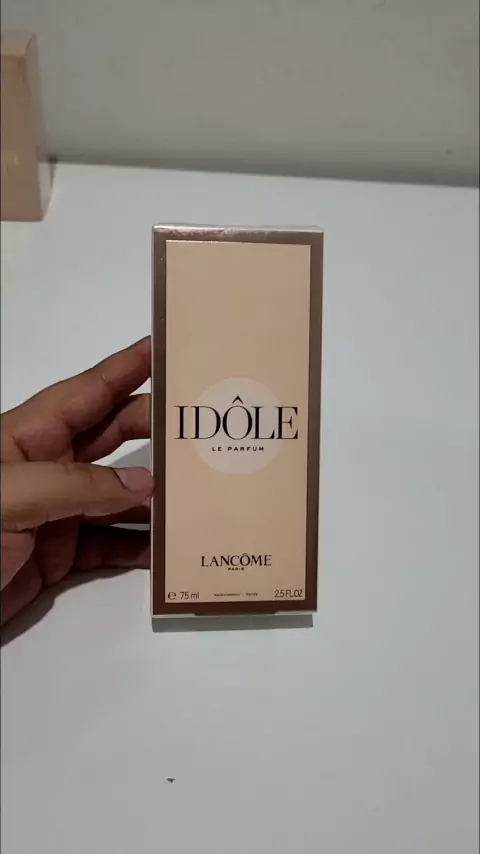 IDÔLE
LE PARFUM
LANCÔME
PARIS
e 75 ml
2.5 FL.OZ